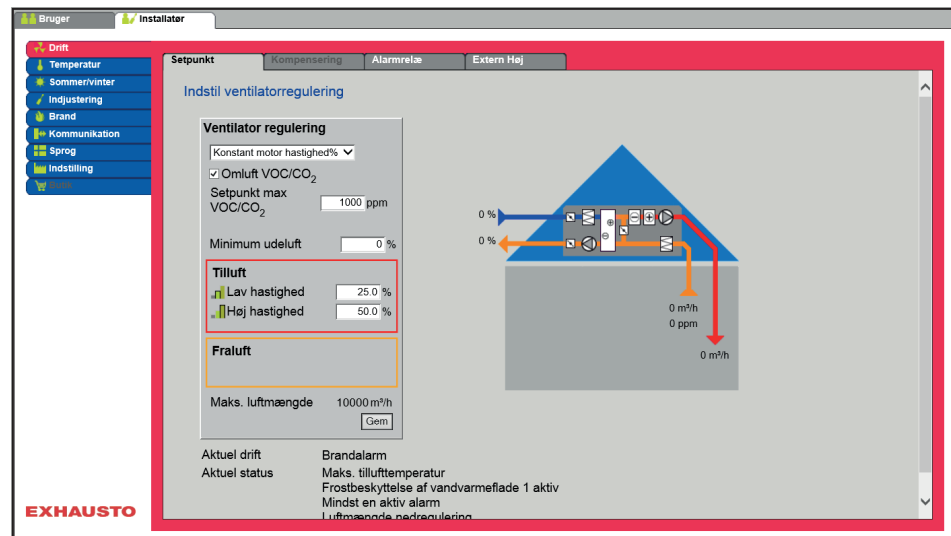 Bruger
Installatør
Drift
Temperatur
Sommer/vinter
Indjustering
Brand
Kommunikation
Sprog
Indstilling
Butik
Setpunkt
Kompensering
Alarmrelæ
Extern Høj
Indstil ventilatorregulering
Ventilator regulering
Konstant motor hastighed%
Omluft VOC/CO2
Setpunkt max
VOC/CO2
1000 ppm
Minimum udeluft 0 %
Tilluft
Lav hastighed 25.0 %
Høj hastighed 50.0 %
Fraluft
Maks. luftmængde 10000 m³/h
Gem
0 %
0 %
0 m³/h
0 ppm
0 m³/h
Aktuel drift Brandalarm
Aktuel status Maks. tillufttemperatur
Frostbeskyttelse af vandvarmeflade 1 aktiv
Mindst en aktiv alarm
Luftmængde nedregulering
EXHAUSTO